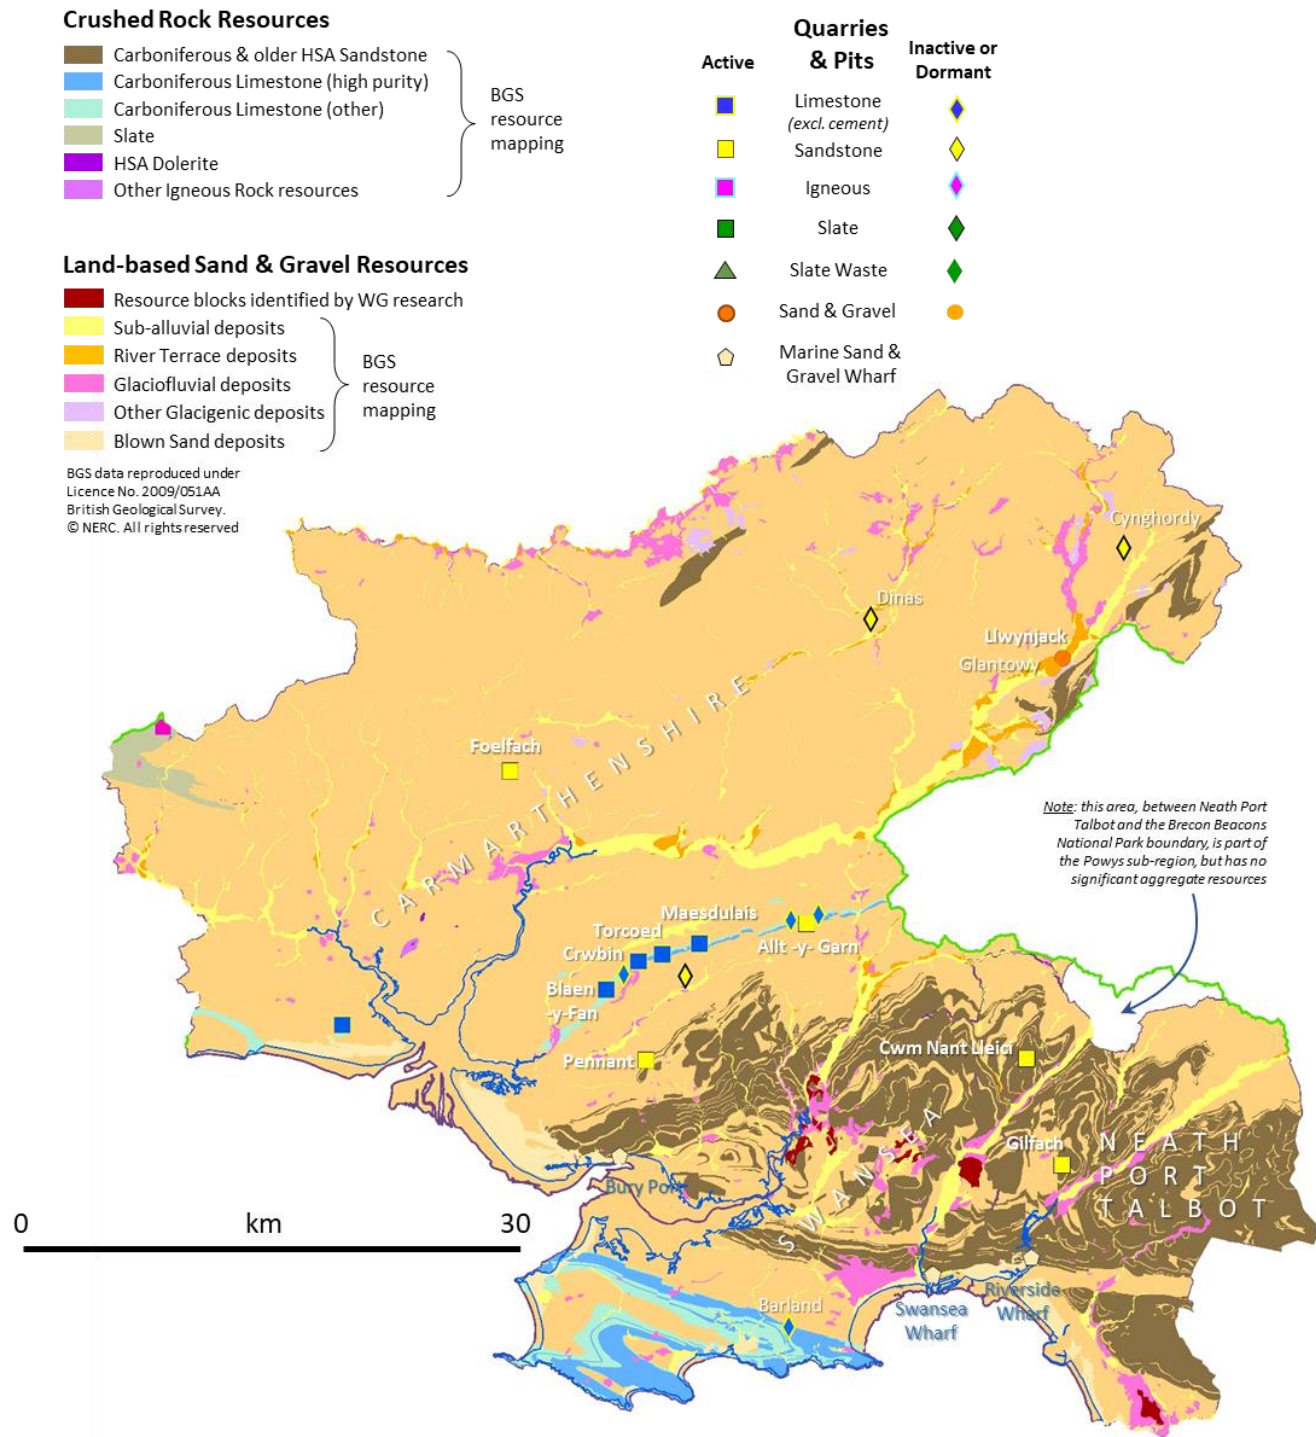 Crushed Rock Resources
Carboniferous & older HSA Sandstone
Carboniferous Limestone (high purity)
Carboniferous Limestone (other)
Slate
HSA Dolerite
Other Igneous Rock resources
BGS
resource
mapping
Land-based Sand & Gravel Resources
Resource blocks identified by WG research
Sub-alluvial deposits
River Terrace deposits
Glaciofluvial deposits
Other Glacigenic deposits
Blown Sand deposits
BGS
resource
mapping
BGS data reproduced under
Licence No. 2009/051AA
British Geological Survey.
© NERC. All rights reserved
Quarries
& Pits
Active
Inactive or
Dormant
Limestone
(excl. cement)
Sandstone
Igneous
Slate
Slate Waste
Sand & Gravel
Marine Sand &
Gravel Wharf
Cynghordy
Dinas
Llwynjack
Glantowy
Foelfach
CARMARTHENSHIRE
Note: this area, between Neath Port
Talbot and the Brecon Beacons
National Park boundary, is part of
the Powys sub-region, but has no
significant aggregate resources
Maesdulais
Torcoed
Crwbin
Allt -y- Garn
Blaen
-y-Fan
Pennant
Cwm Nant Lleici
SWANSEA
Gilfach
NEATH
PORT
TALBOT
Bury Port
0 km 30
Barland
Swansea
Wharf
Riverside
Wharf